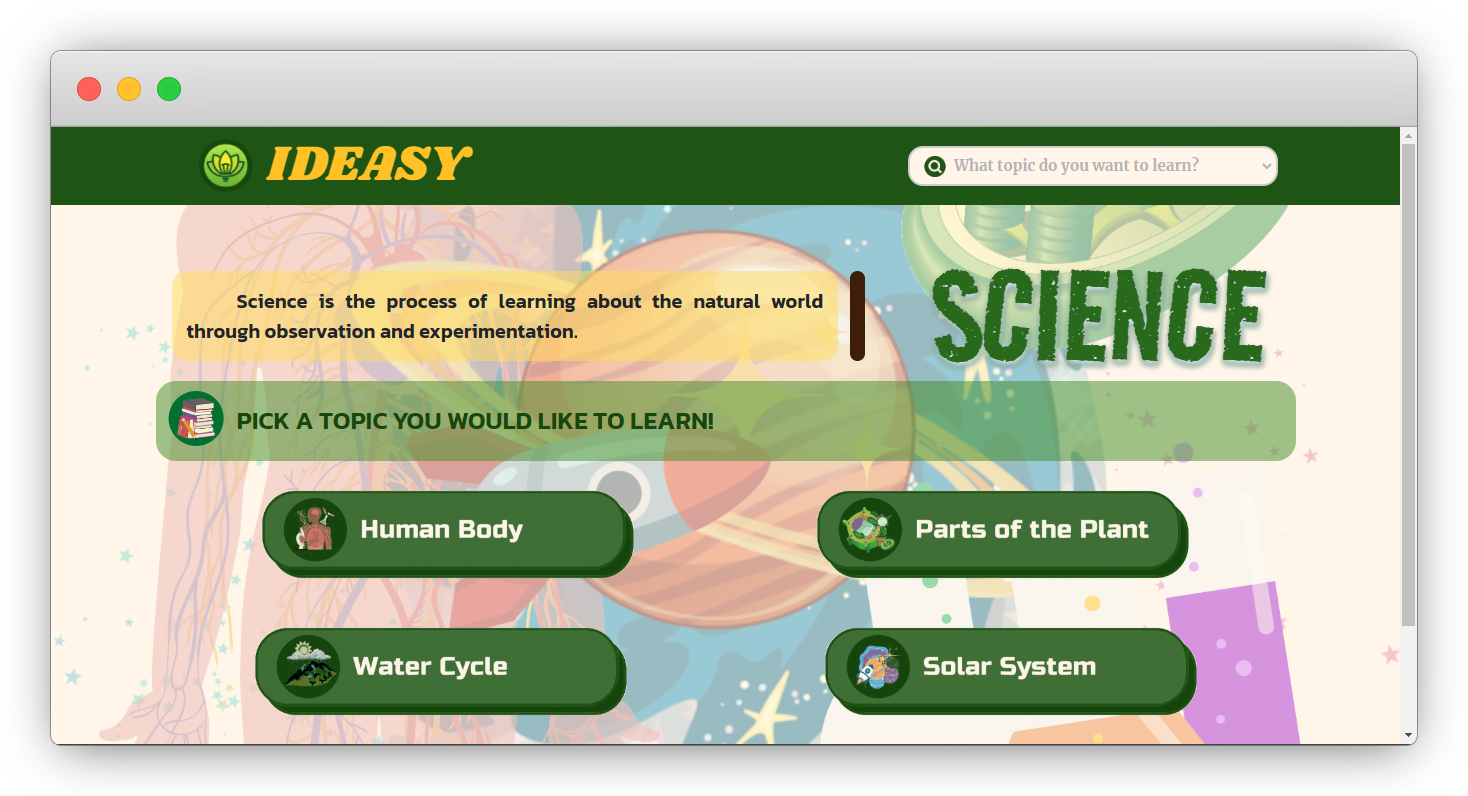 IDEASY
What topic do you want to learn?
Science is the process of learning about the natural world
through observation and experimentation.
SCIENCE
PICK A TOPIC YOU WOULD LIKE TO LEARN!
Human Body
Parts of the Plant
Water Cycle
Solar System